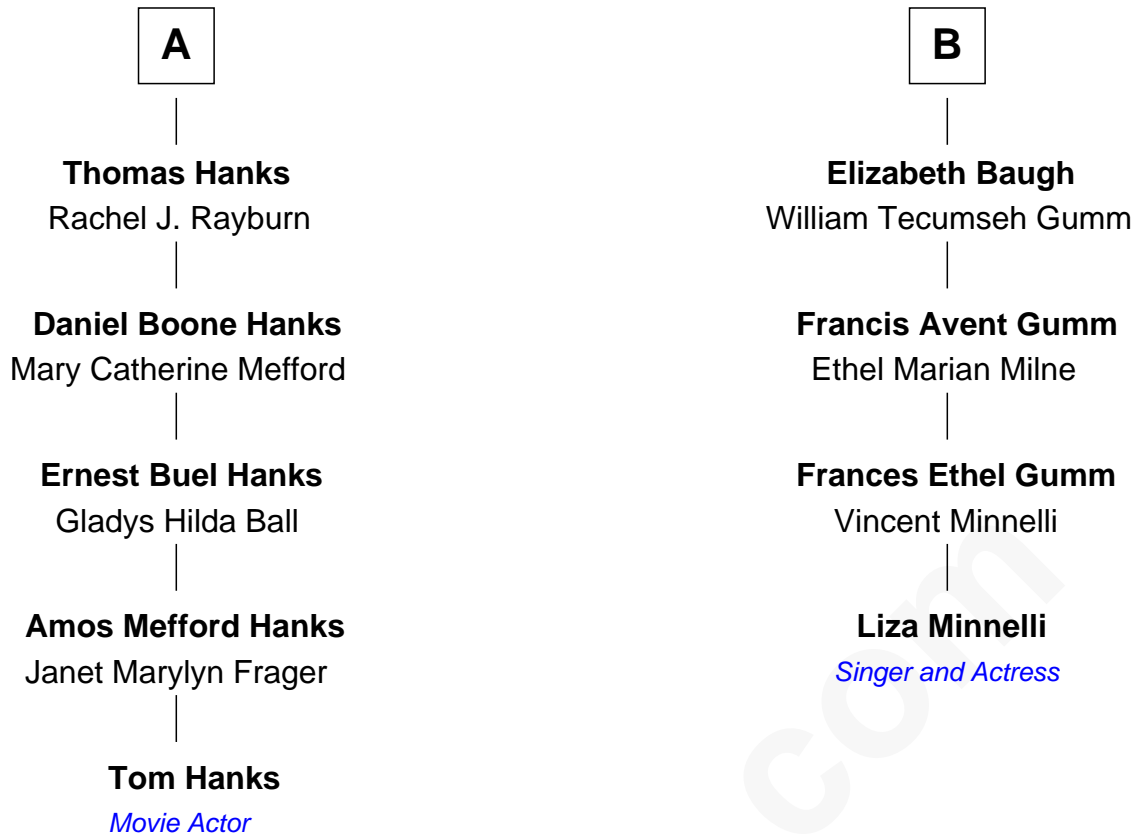 A
Thomas Hanks
Rachel J. Rayburn
Daniel Boone Hanks
Mary Catherine Mefford
Ernest Buel Hanks
Gladys Hilda Ball
Amos Mefford Hanks
Janet Marylyn Frager
Tom Hanks
Movie Actor
B
Elizabeth Baugh
William Tecumseh Gumm
Francis Avent Gumm
Ethel Marian Milne
Frances Ethel Gumm
Vincent Minnelli
Liza Minnelli
Singer and Actress
com